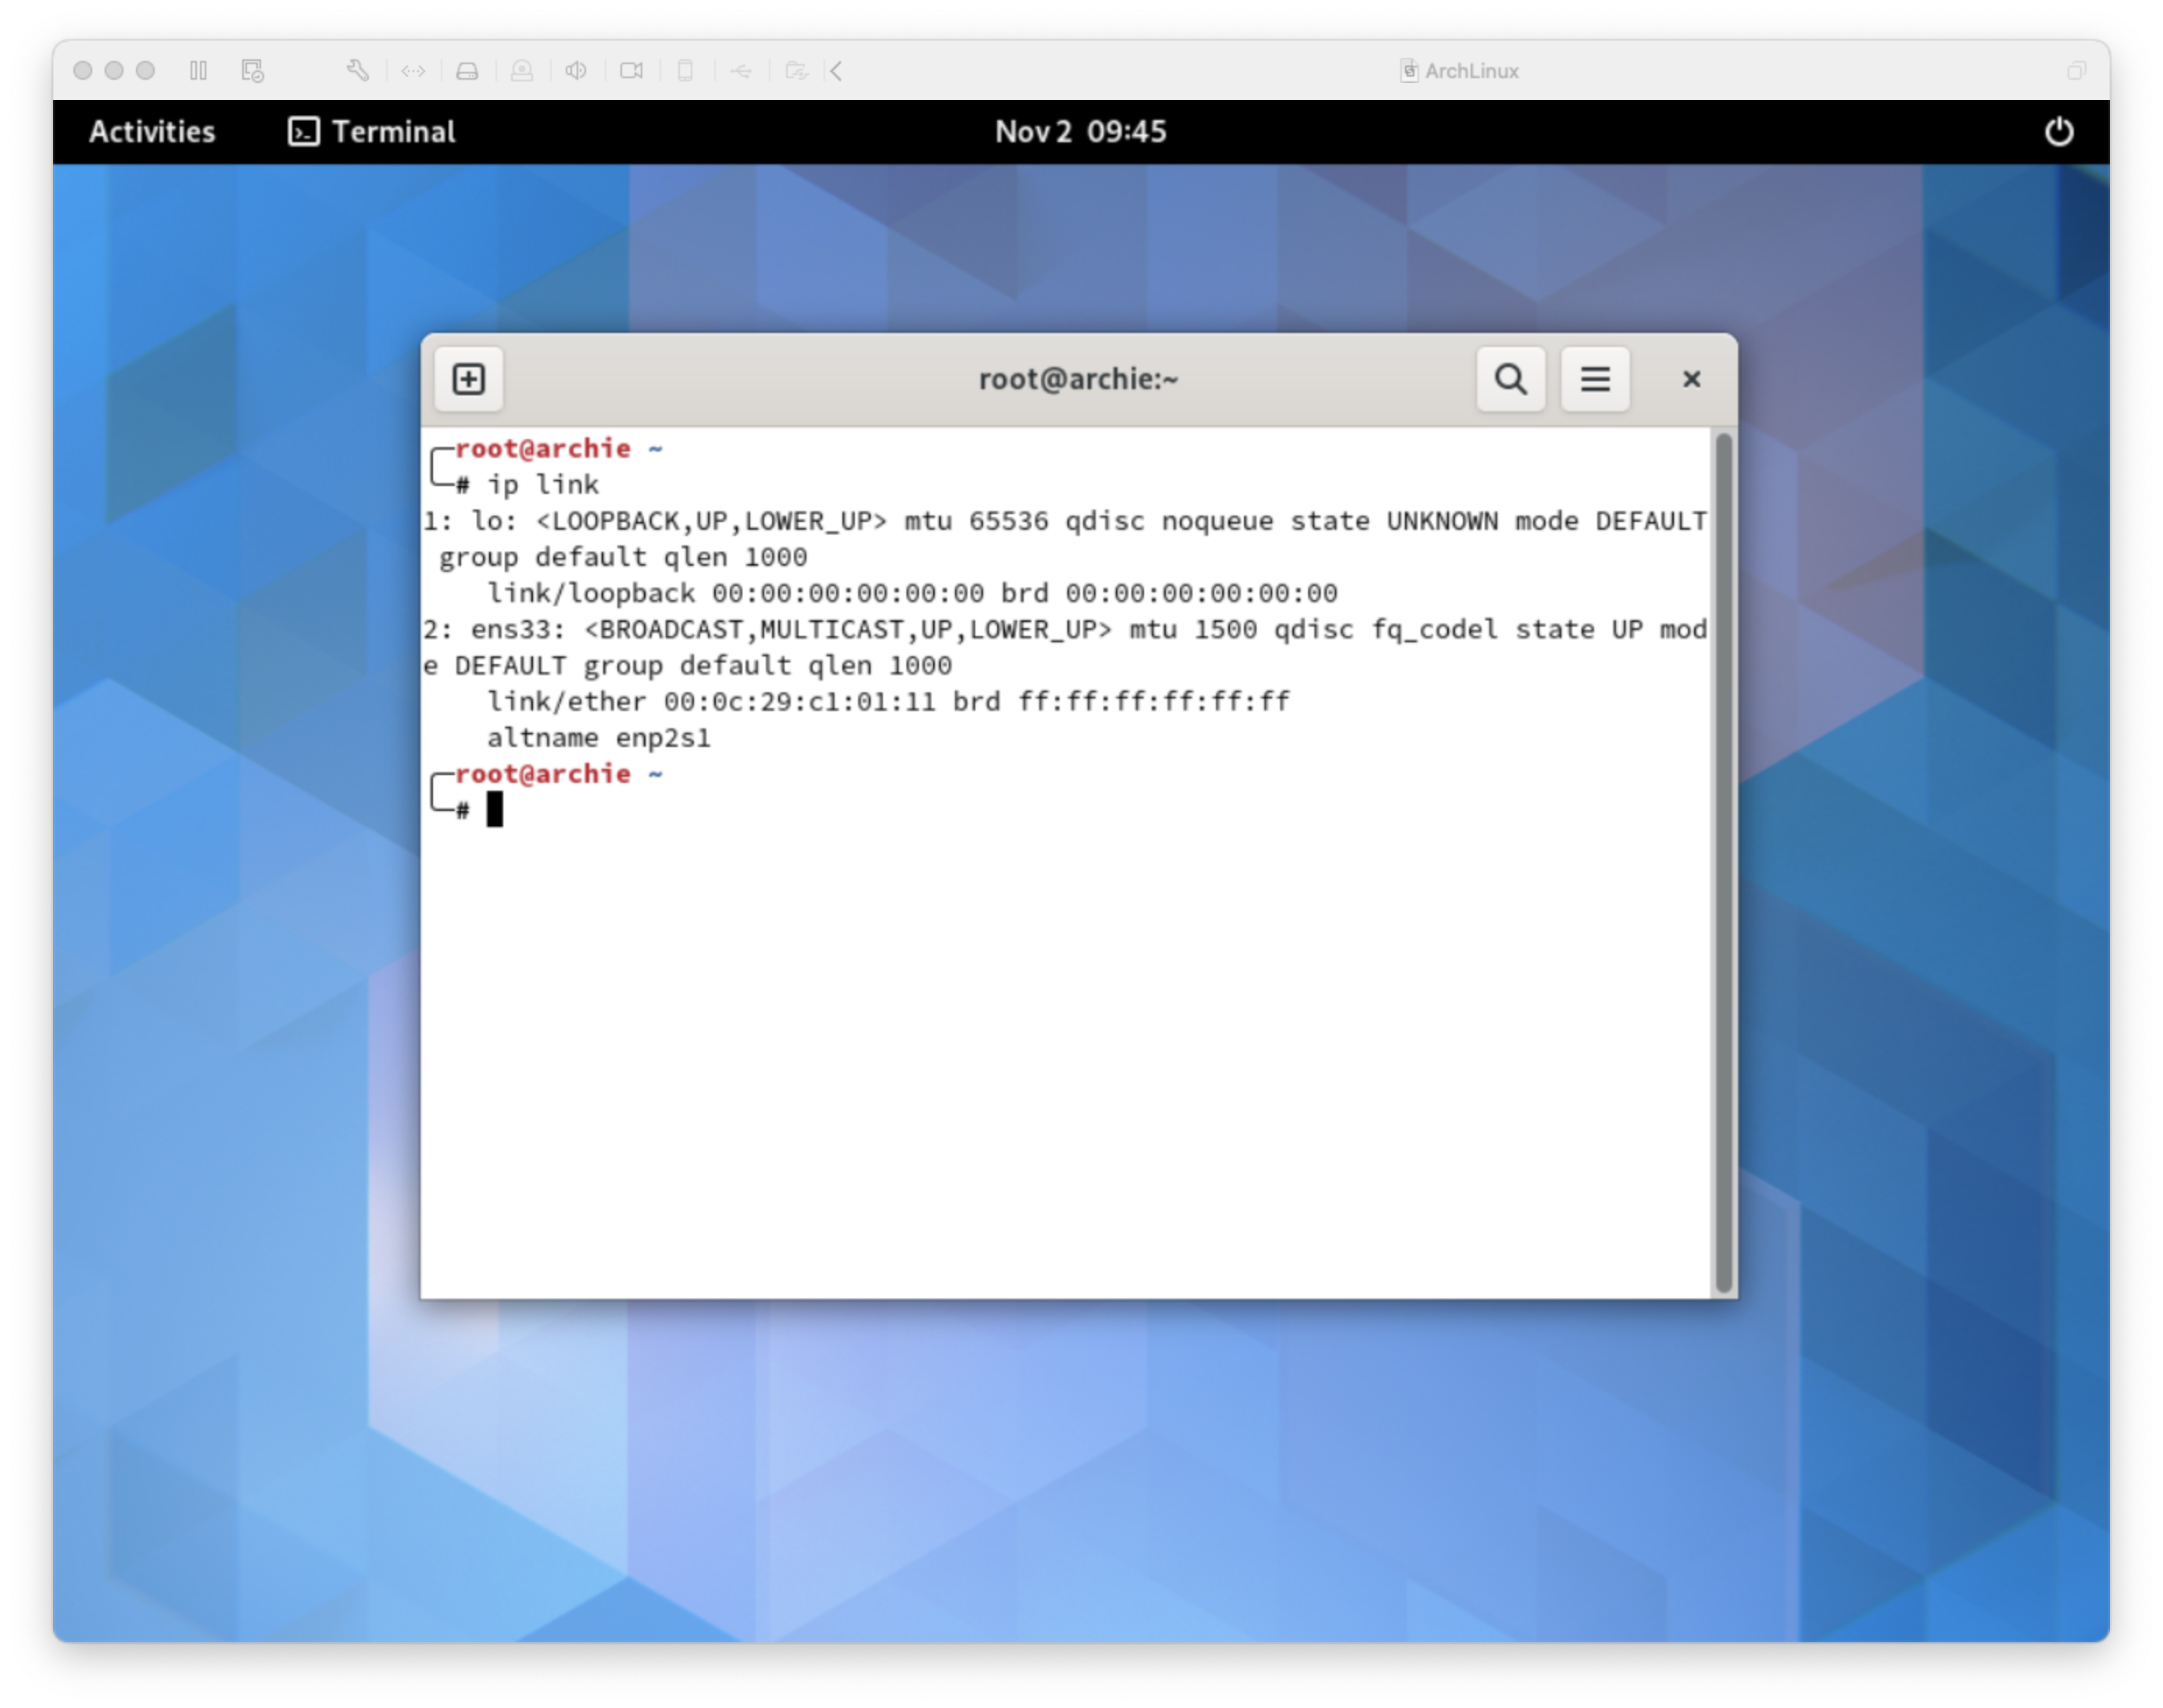 ArchLinux
Activities
Terminal
Nov 2 09:45
root@archie:~
root@archie ~
# ip link
1: lo: <LOOPBACK,UP,LOWER_UP> mtu 65536 qdisc noqueue state UNKNOWN mode DEFAULT
 group default qlen 1000
    link/loopback 00:00:00:00:00:00 brd 00:00:00:00:00:00
2: ens33: <BROADCAST,MULTICAST,UP,LOWER_UP> mtu 1500 qdisc fq_codel state UP mod
e DEFAULT group default qlen 1000
    link/ether 00:0c:29:c1:01:11 brd ff:ff:ff:ff:ff:ff
    altname enp2s1
root@archie ~
#